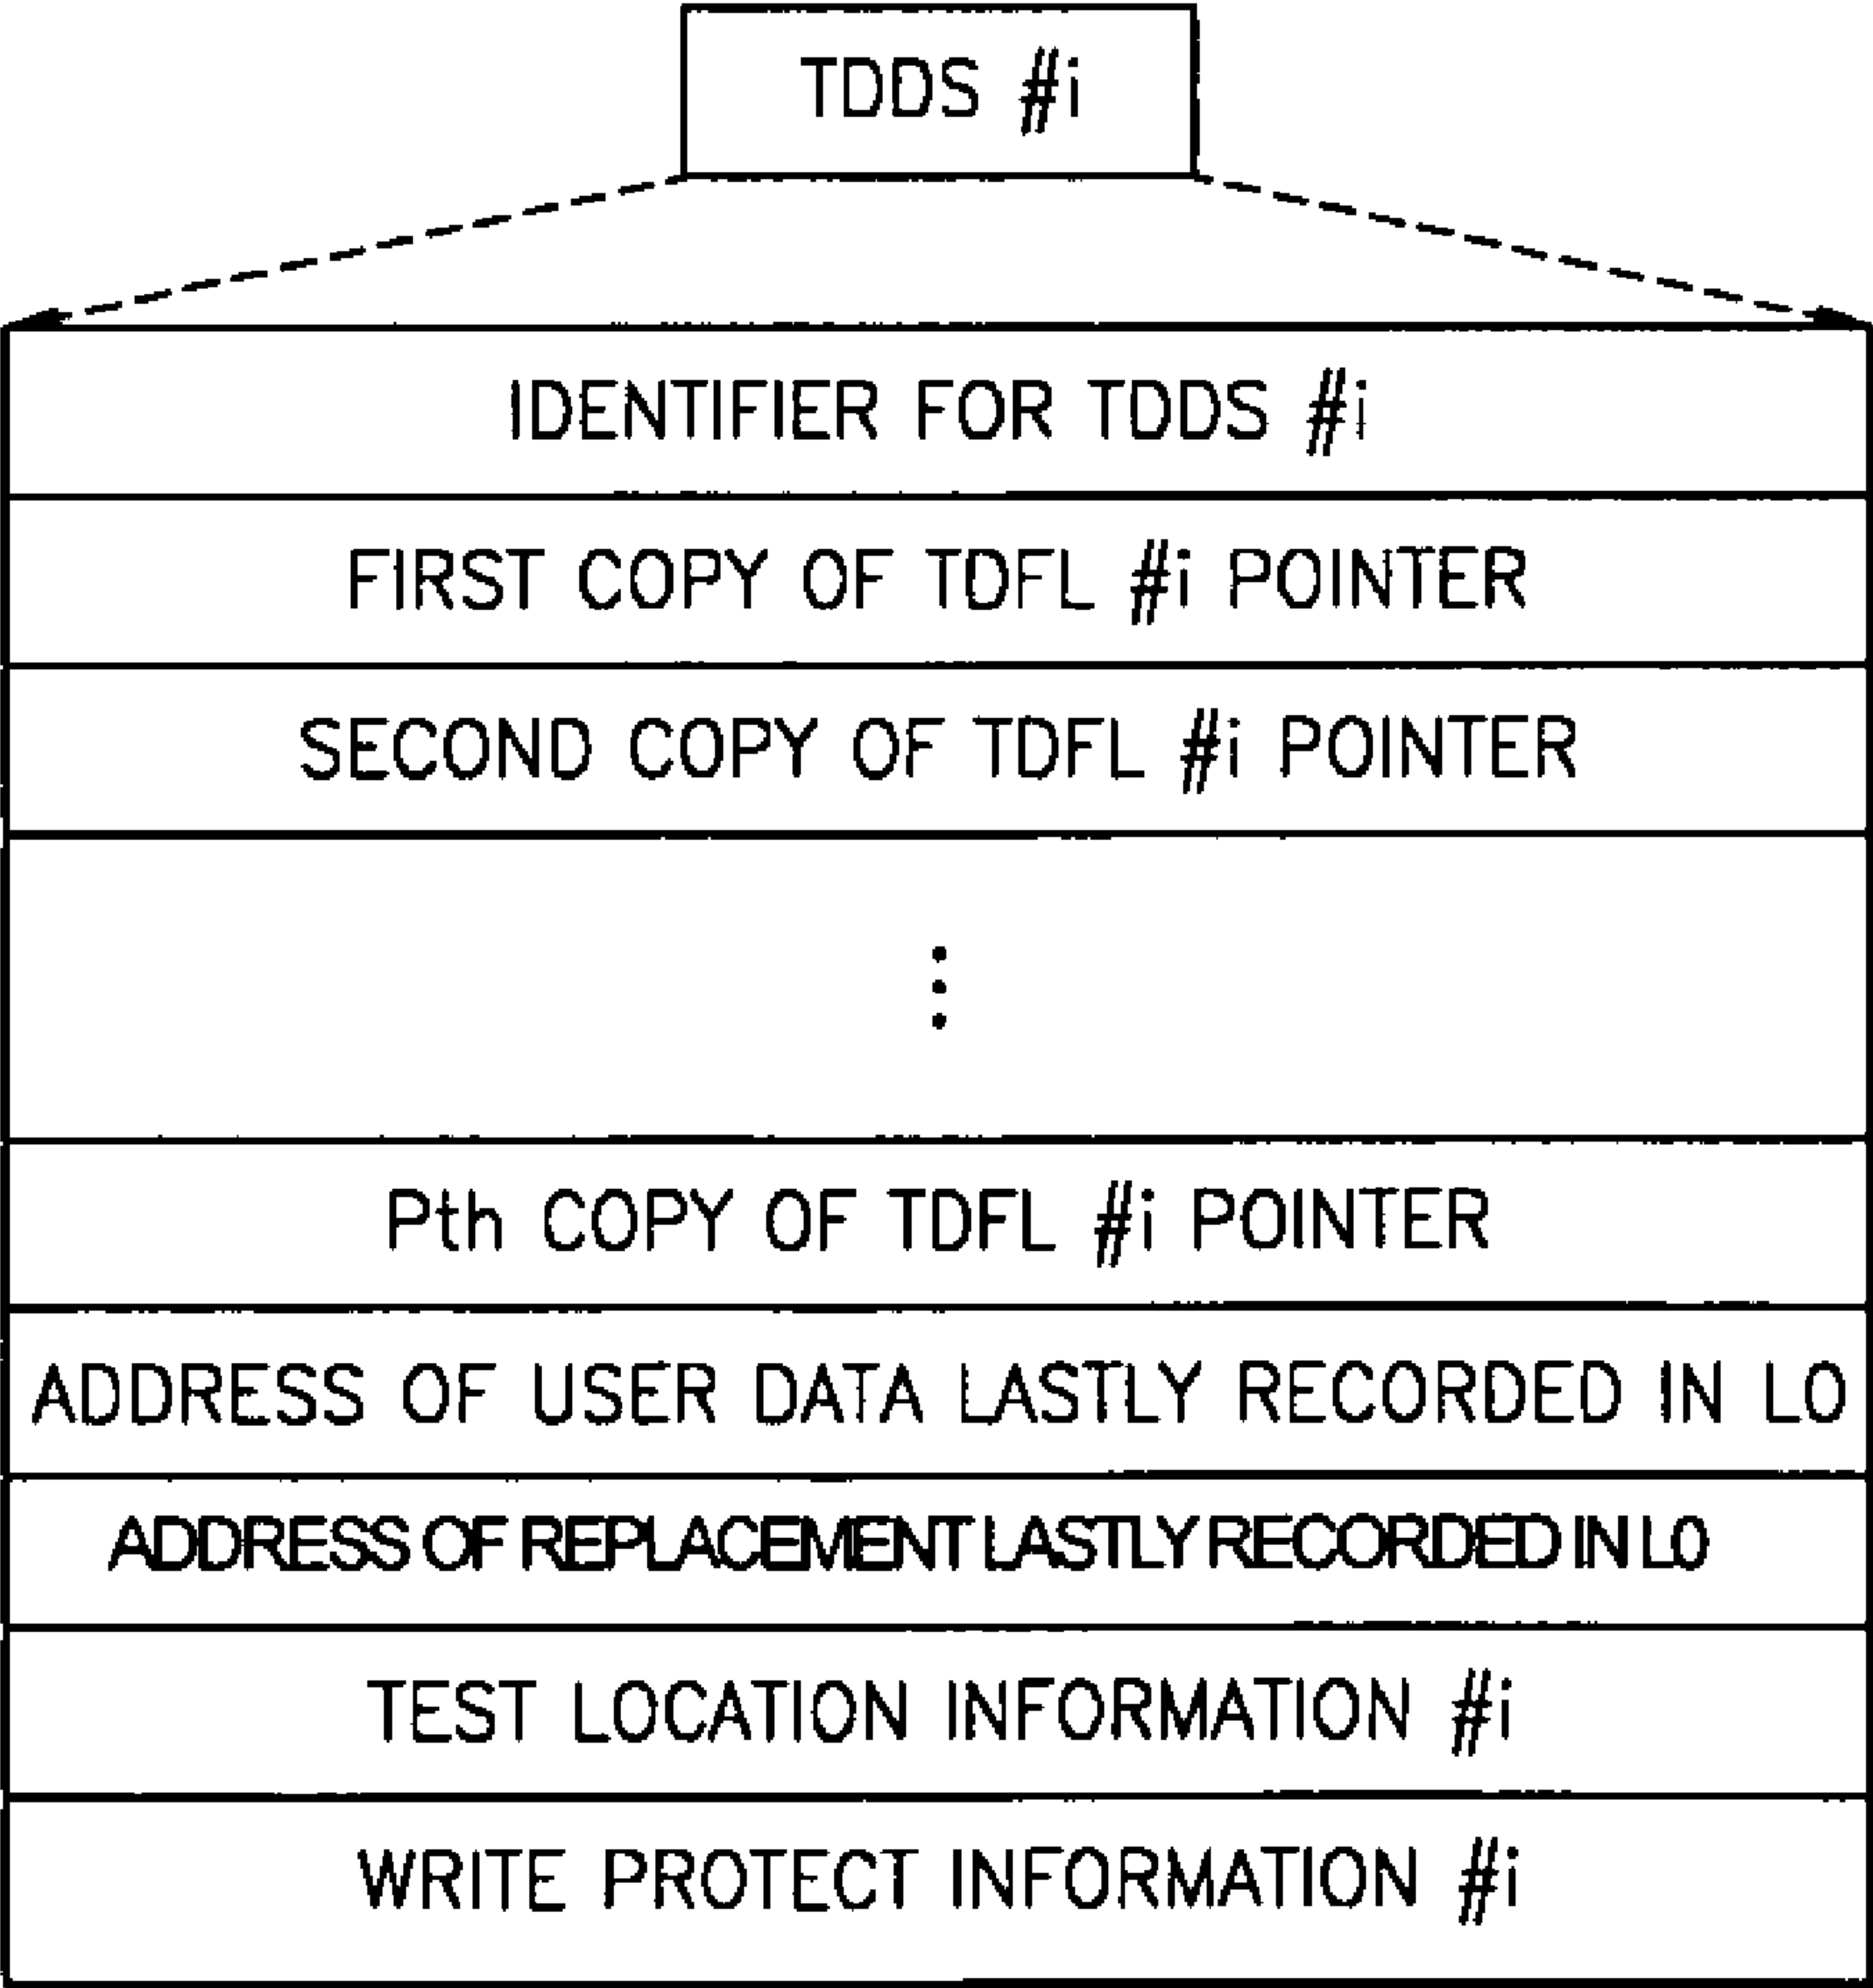 TDDS #i
IDENTIFIER FOR TDDS #i
FIRST COPY OF TDFL #i POINTER
SECOND COPY OF TDFL #i POINTER
⋮
Pth COPY OF TDFL #i POINTER
ADDRESS OF USER DATA LASTLY RECORDED IN L0
ADDRESS OF REPLACEMENT LASTLY RECORDED IN L0
TEST LOCATION INFORMATION #i
WRITE PROTECT INFORMATION #i